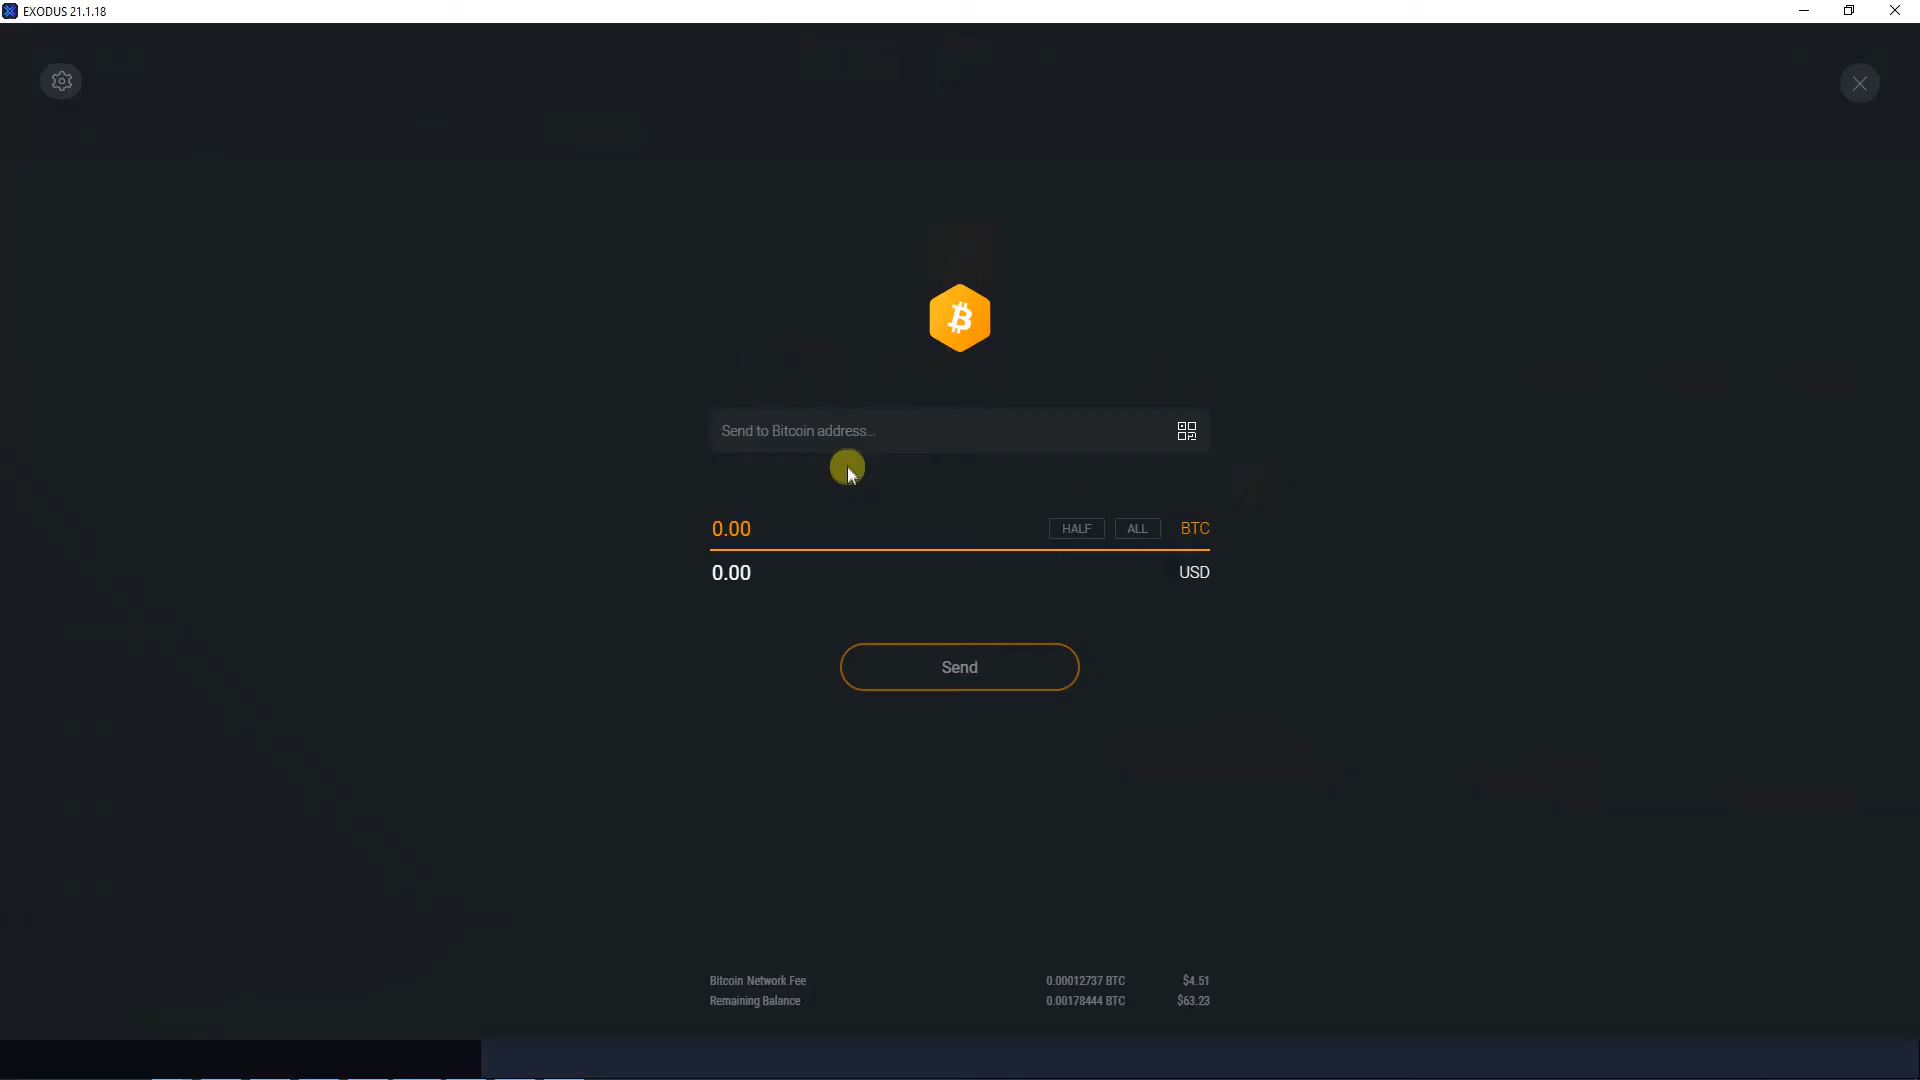 EXODUS 21.1.18
Send to Bitcoin address...
0.00 HALF ALL BTC
0.00 USD
Send
Bitcoin Network Fee 0.00012737 BTC $4.51
Remaining Balance 0.00178444 BTC $63.23